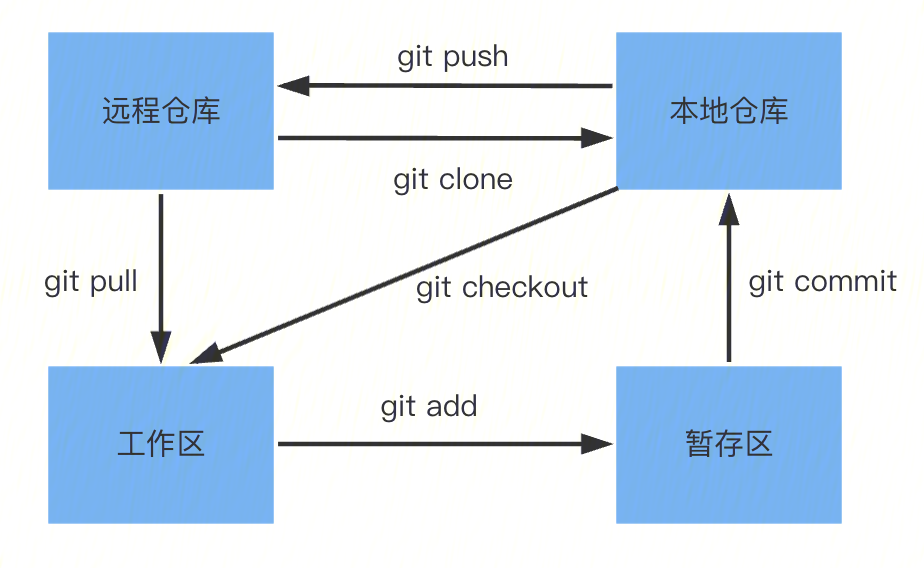 git push
远程仓库
本地仓库
git clone
git pull
git checkout
git commit
git add
工作区
暂存区